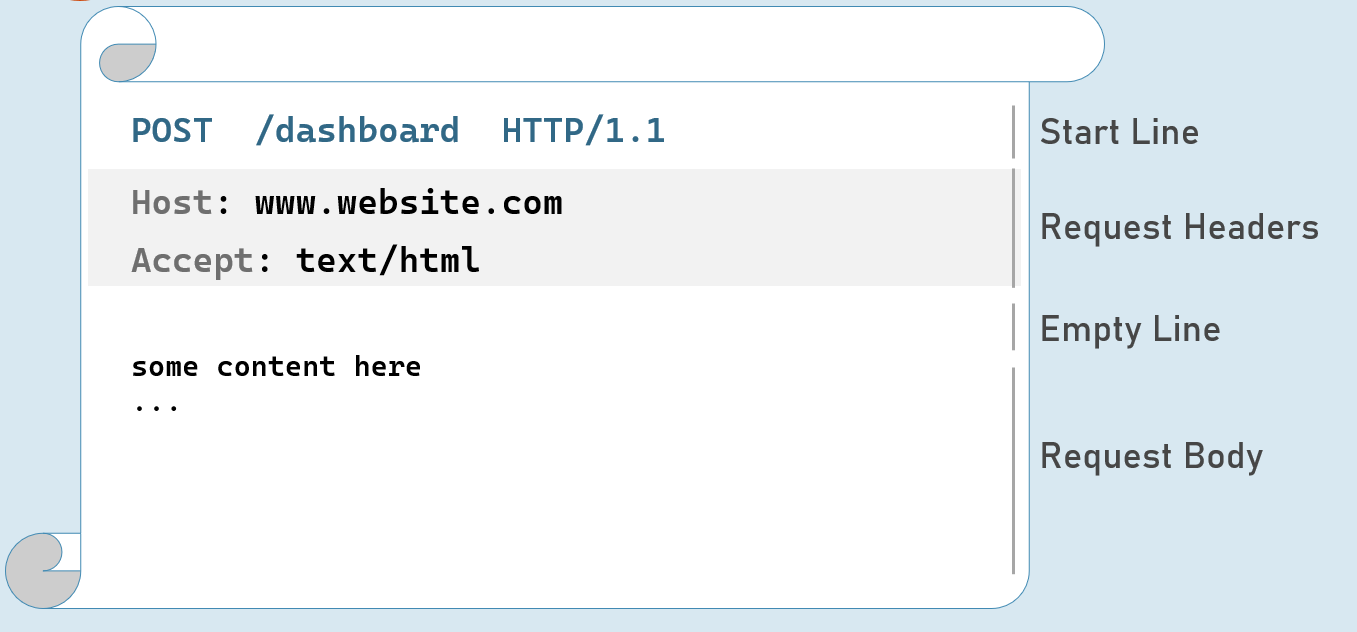 POST /dashboard HTTP/1.1
Start Line
Host: www.website.com
Request Headers
Accept: text/html
Empty Line
some content here
...
Request Body